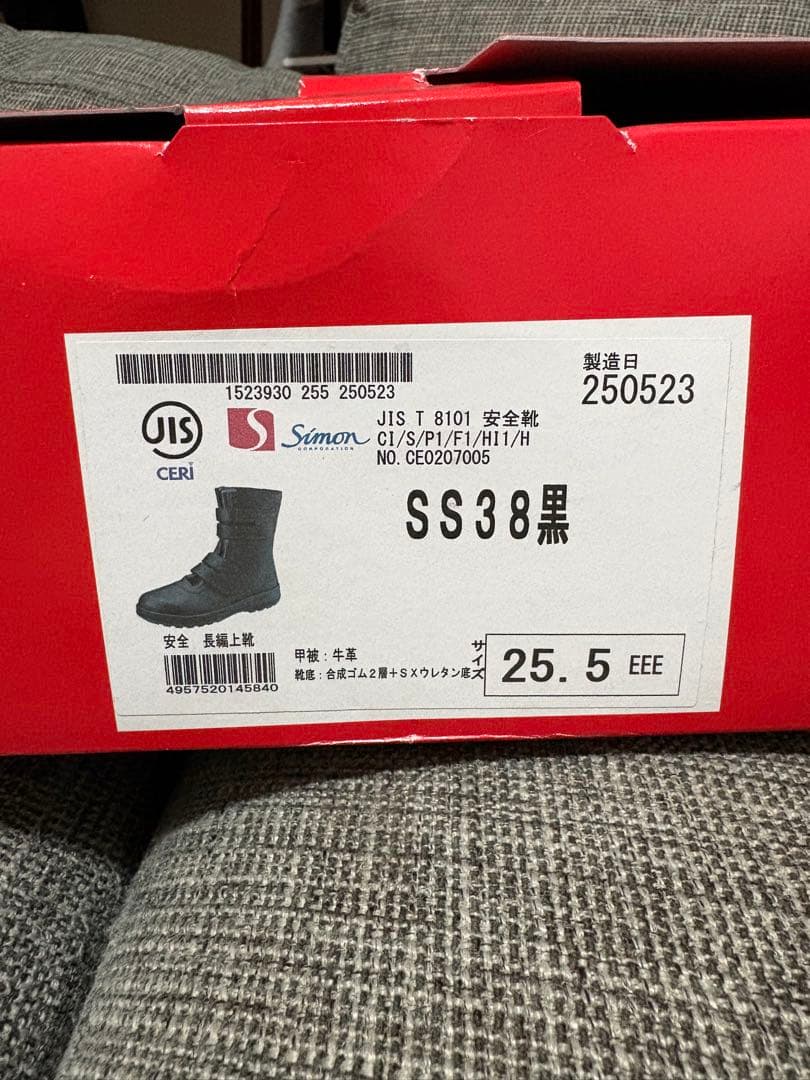 1523930 255 250523
製造日
250523
JIS
CERI
S
Simon
CORPORATION
JIS T 8101 安全靴
CI/S/P1/F1/HI1/H
NO.CE0207005
SS38黒
安全 長編上靴
4957520145840
甲被：牛革
靴底：合成ゴム2層＋SXウレタン底
サイズ
25.5 EEE